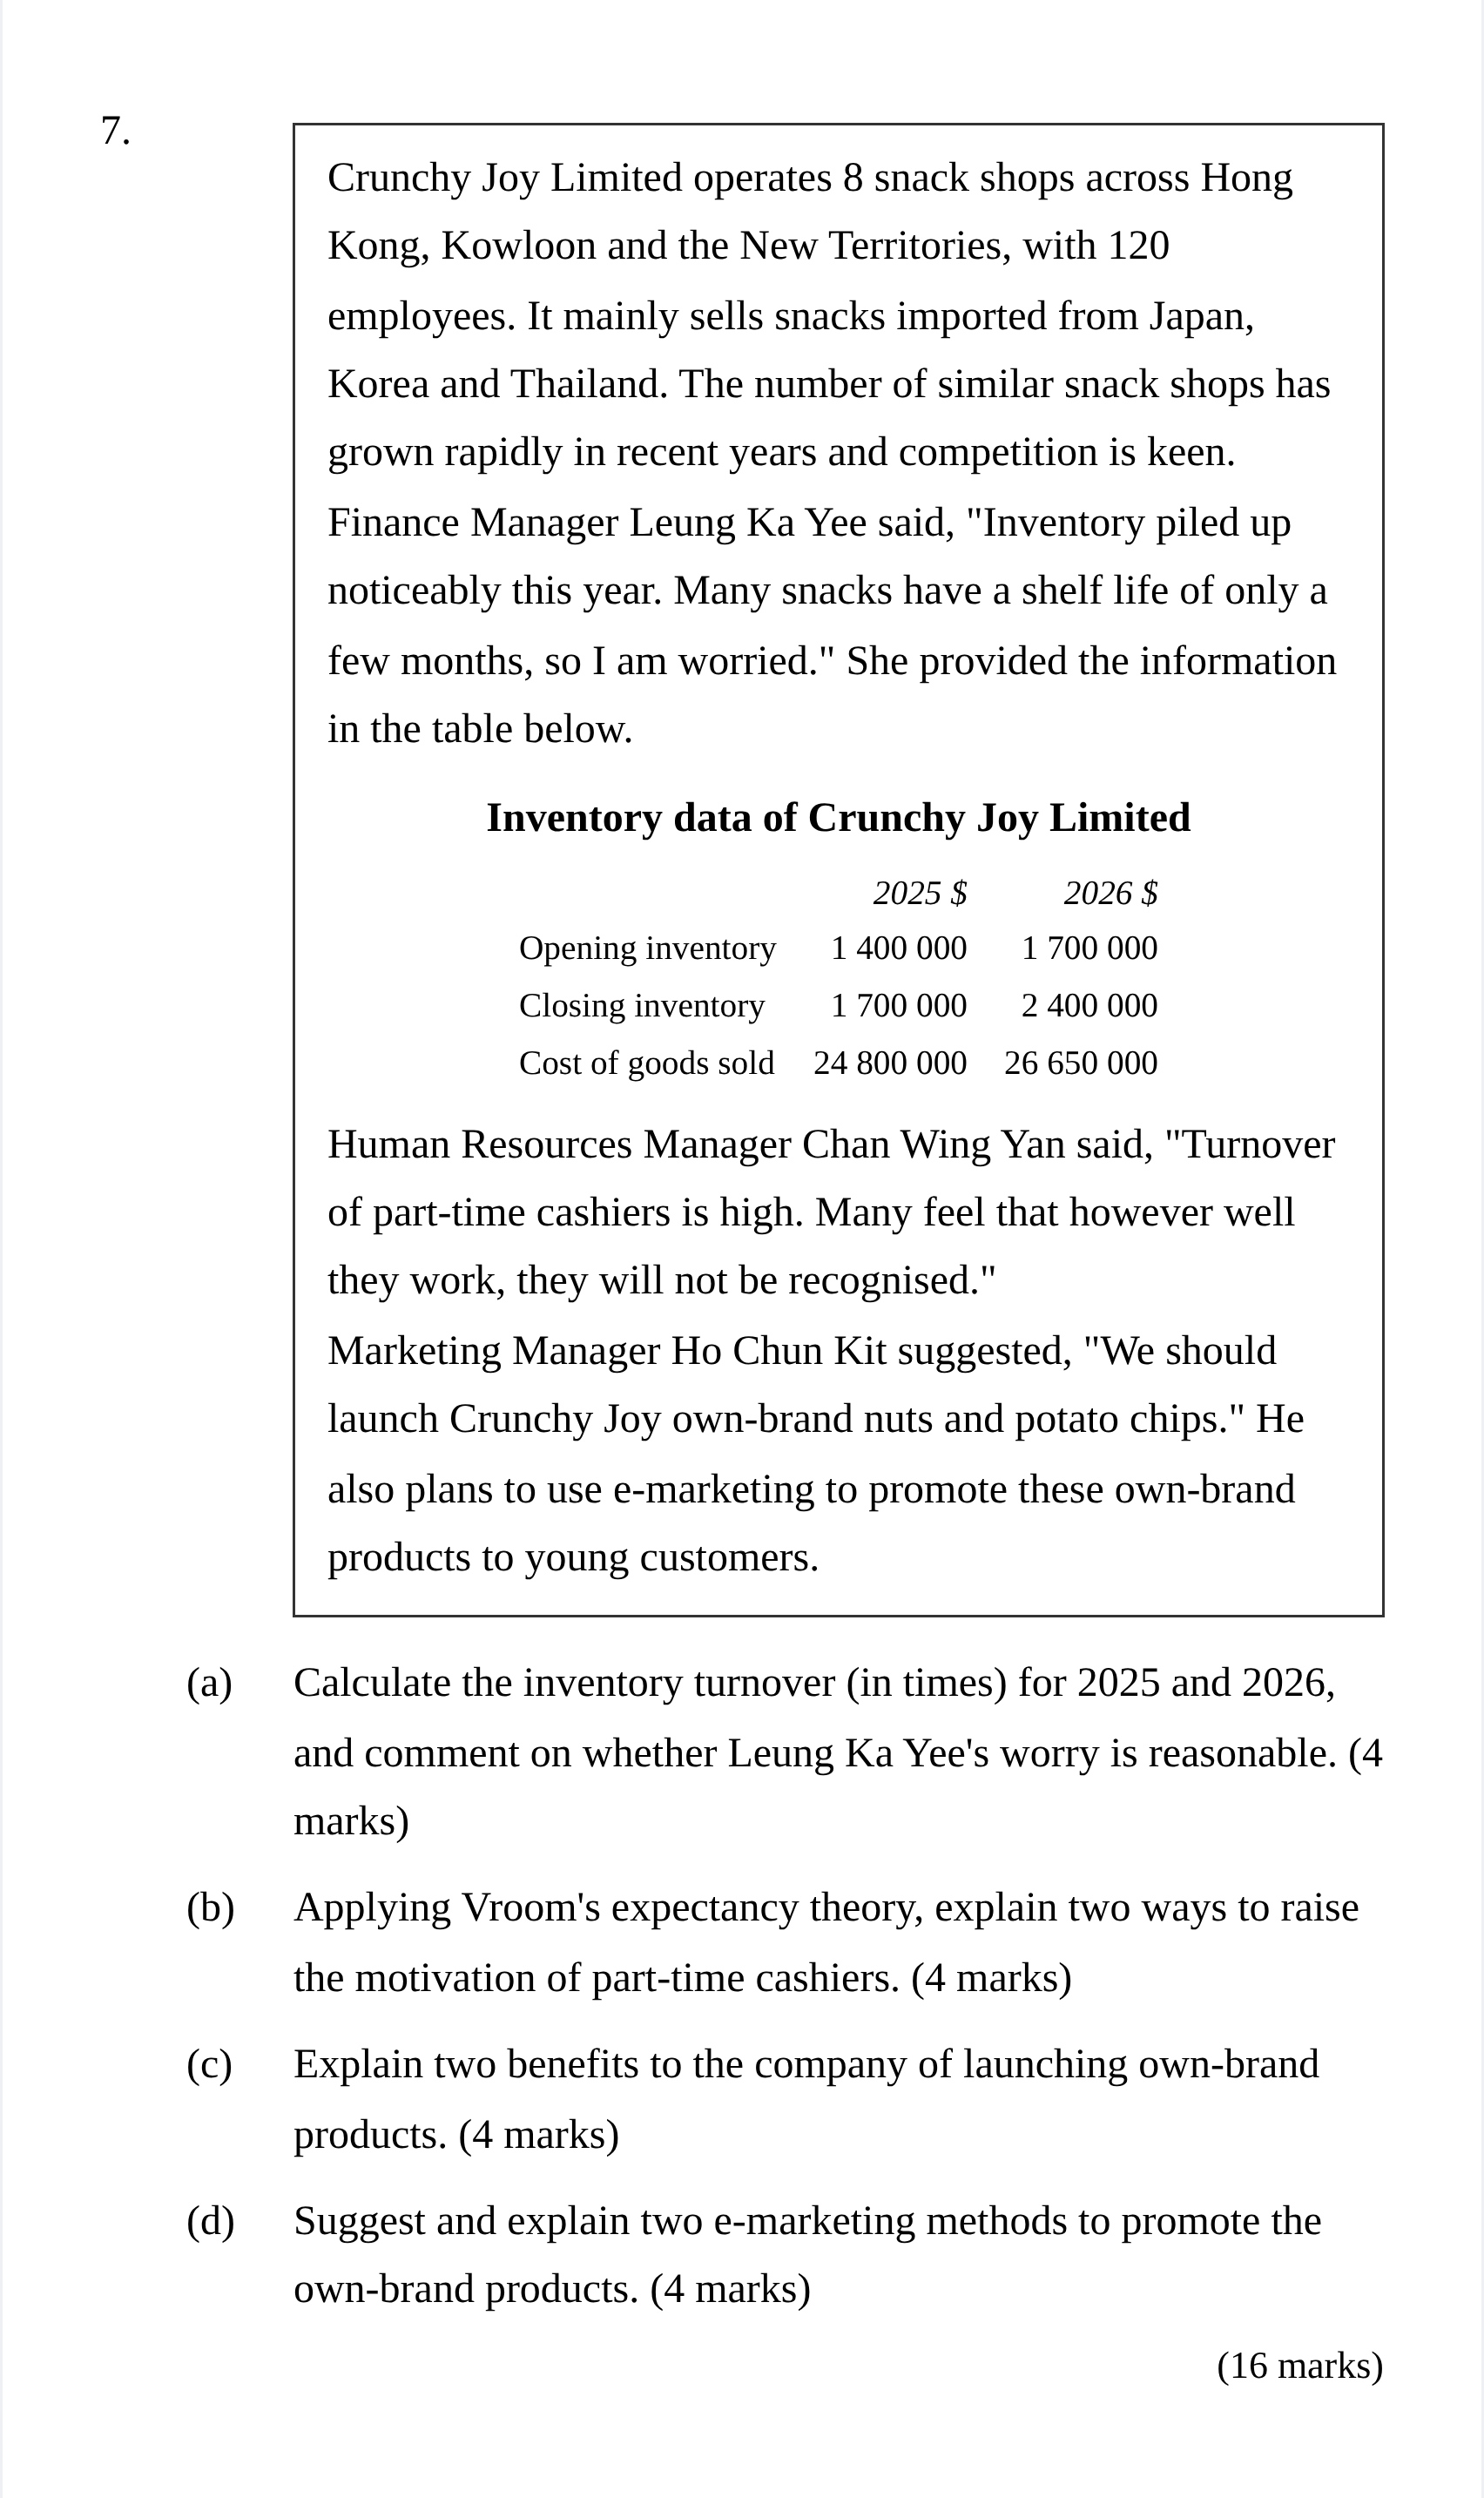 7.
Crunchy Joy Limited operates 8 snack shops across Hong
Kong, Kowloon and the New Territories, with 120
employees. It mainly sells snacks imported from Japan,
Korea and Thailand. The number of similar snack shops has
grown rapidly in recent years and competition is keen.
Finance Manager Leung Ka Yee said, "Inventory piled up
noticeably this year. Many snacks have a shelf life of only a
few months, so I am worried." She provided the information
in the table below.
Inventory data of Crunchy Joy Limited
2025 $ 2026 $
Opening inventory 1 400 000 1 700 000
Closing inventory 1 700 000 2 400 000
Cost of goods sold 24 800 000 26 650 000
Human Resources Manager Chan Wing Yan said, "Turnover
of part-time cashiers is high. Many feel that however well
they work, they will not be recognised."
Marketing Manager Ho Chun Kit suggested, "We should
launch Crunchy Joy own-brand nuts and potato chips." He
also plans to use e-marketing to promote these own-brand
products to young customers.
(a) Calculate the inventory turnover (in times) for 2025 and 2026,
and comment on whether Leung Ka Yee's worry is reasonable. (4
marks)
(b) Applying Vroom's expectancy theory, explain two ways to raise
the motivation of part-time cashiers. (4 marks)
(c) Explain two benefits to the company of launching own-brand
products. (4 marks)
(d) Suggest and explain two e-marketing methods to promote the
own-brand products. (4 marks)
(16 marks)